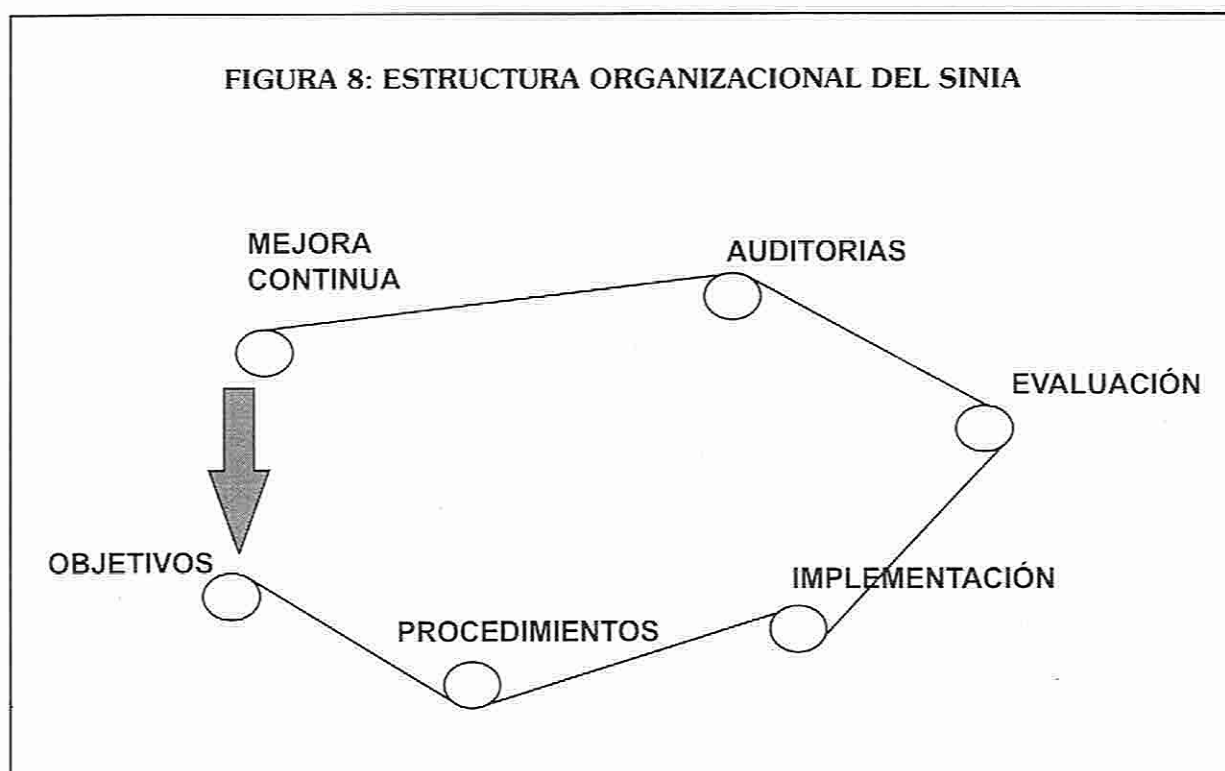 FIGURA 8: ESTRUCTURA ORGANIZACIONAL DEL SINIA
MEJORA
CONTINUA
AUDITORIAS
EVALUACIÓN
OBJETIVOS
IMPLEMENTACIÓN
PROCEDIMIENTOS